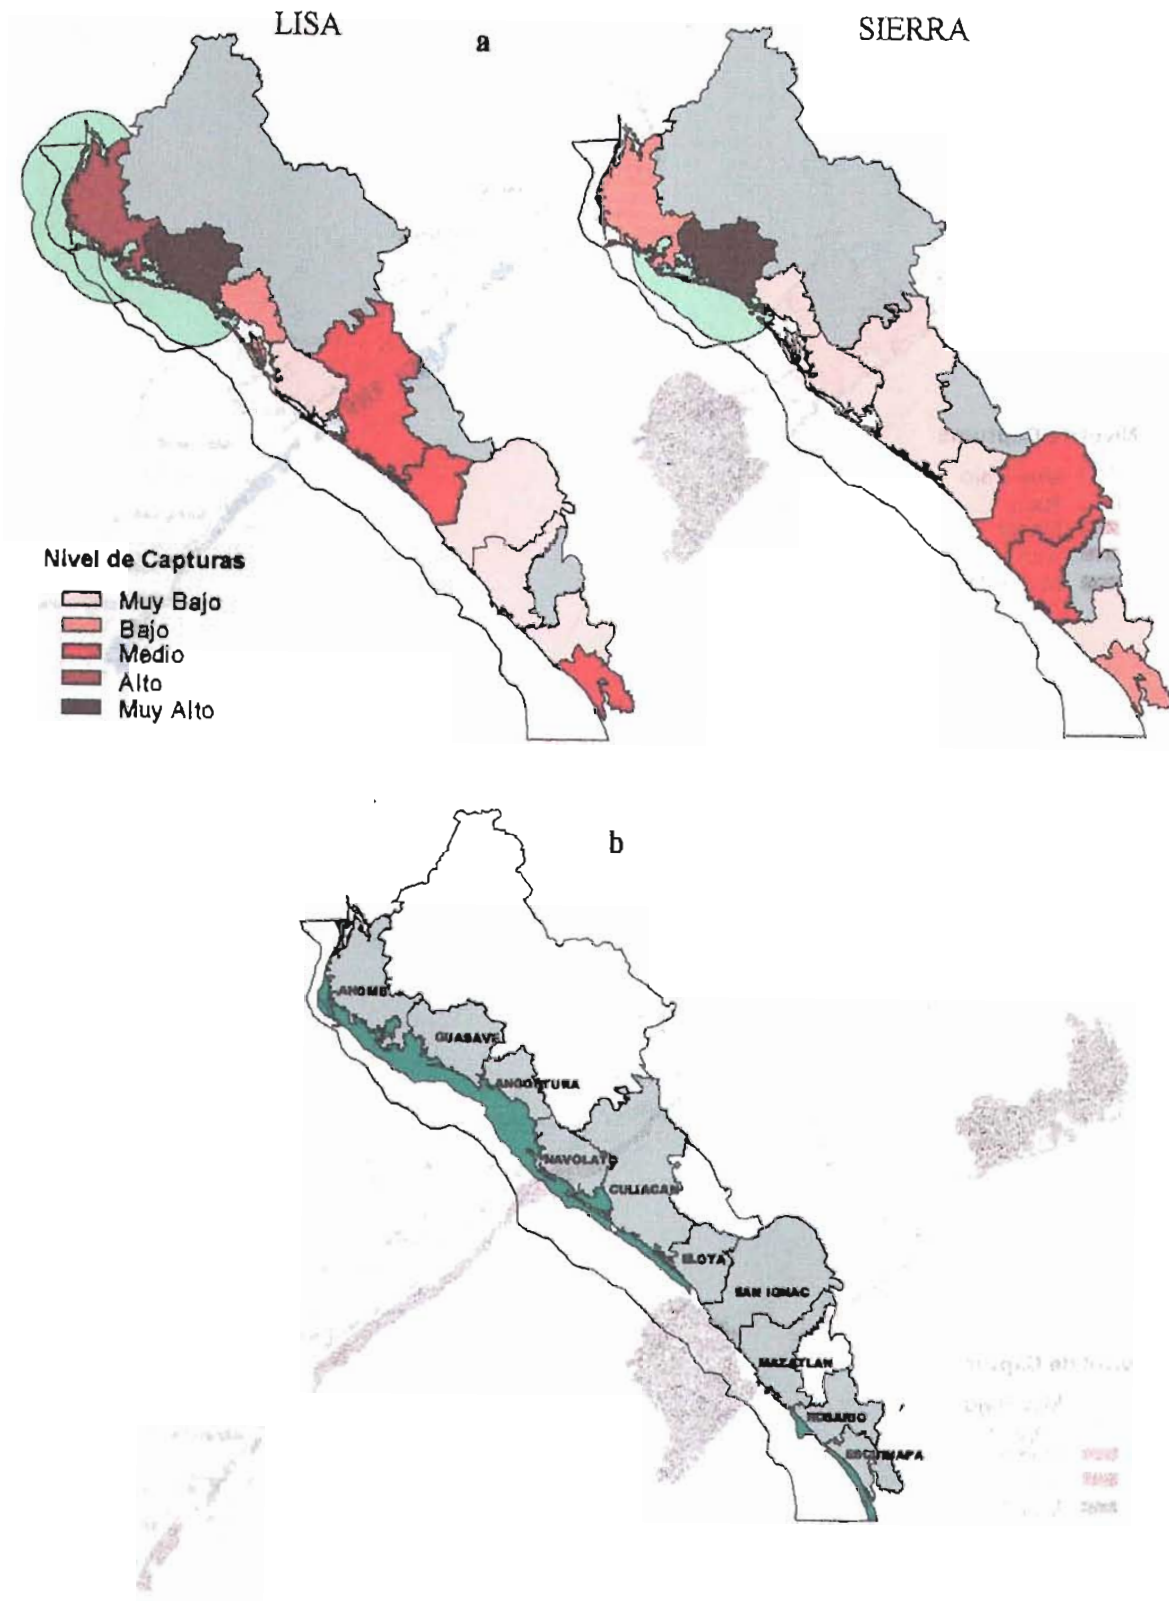 LISA
a
SIERRA
Nivel de Capturas
Muy Bajo
Bajo
Medio
Alto
Muy Alto
b
AHOME
GUASAVE
ANGOSTURA
NAVOLATO
CULIACAN
ELOTA
SAN IGNAC
MAZATLAN
ROSARIO
ESCUINAPA